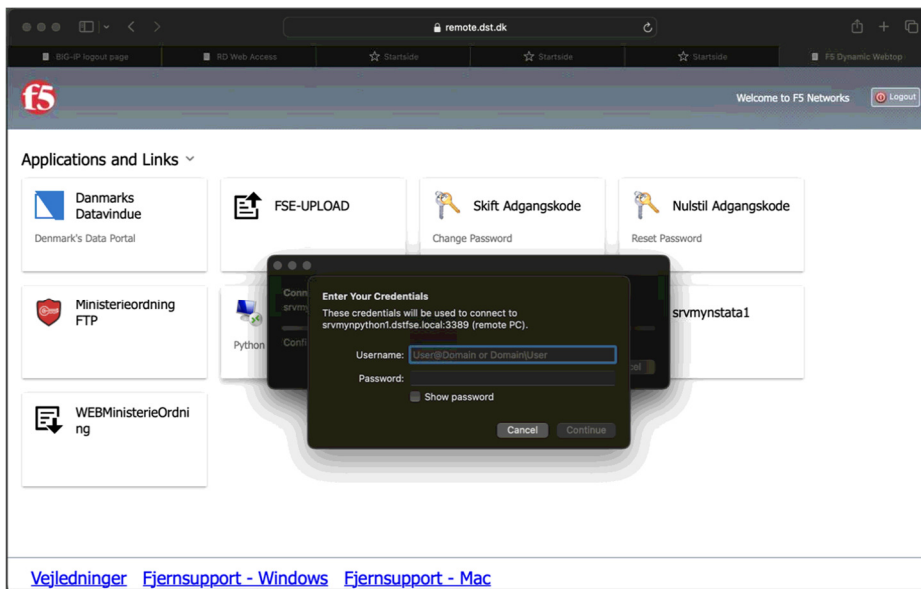 remote.dst.dk
BIG-IP logout page
RD Web Access
Startside
Startside
Startside
F5 Dynamic Webtop
f5
Welcome to F5 Networks
Logout
Applications and Links
Danmarks
Datavindue
Denmark's Data Portal
FSE-UPLOAD
Skift Adgangskode
Change Password
Nulstil Adgangskode
Reset Password
Ministerieordning
FTP
Python
srvmynstata1
WEBMinisterieOrdni
ng
Enter Your Credentials
These credentials will be used to connect to
srvmynpython1.dstfse.local:3389 (remote PC).
Username: User@Domain or Domain\User
Password:
Show password
Cancel Continue
Vejledninger Fjernsupport - Windows Fjernsupport - Mac